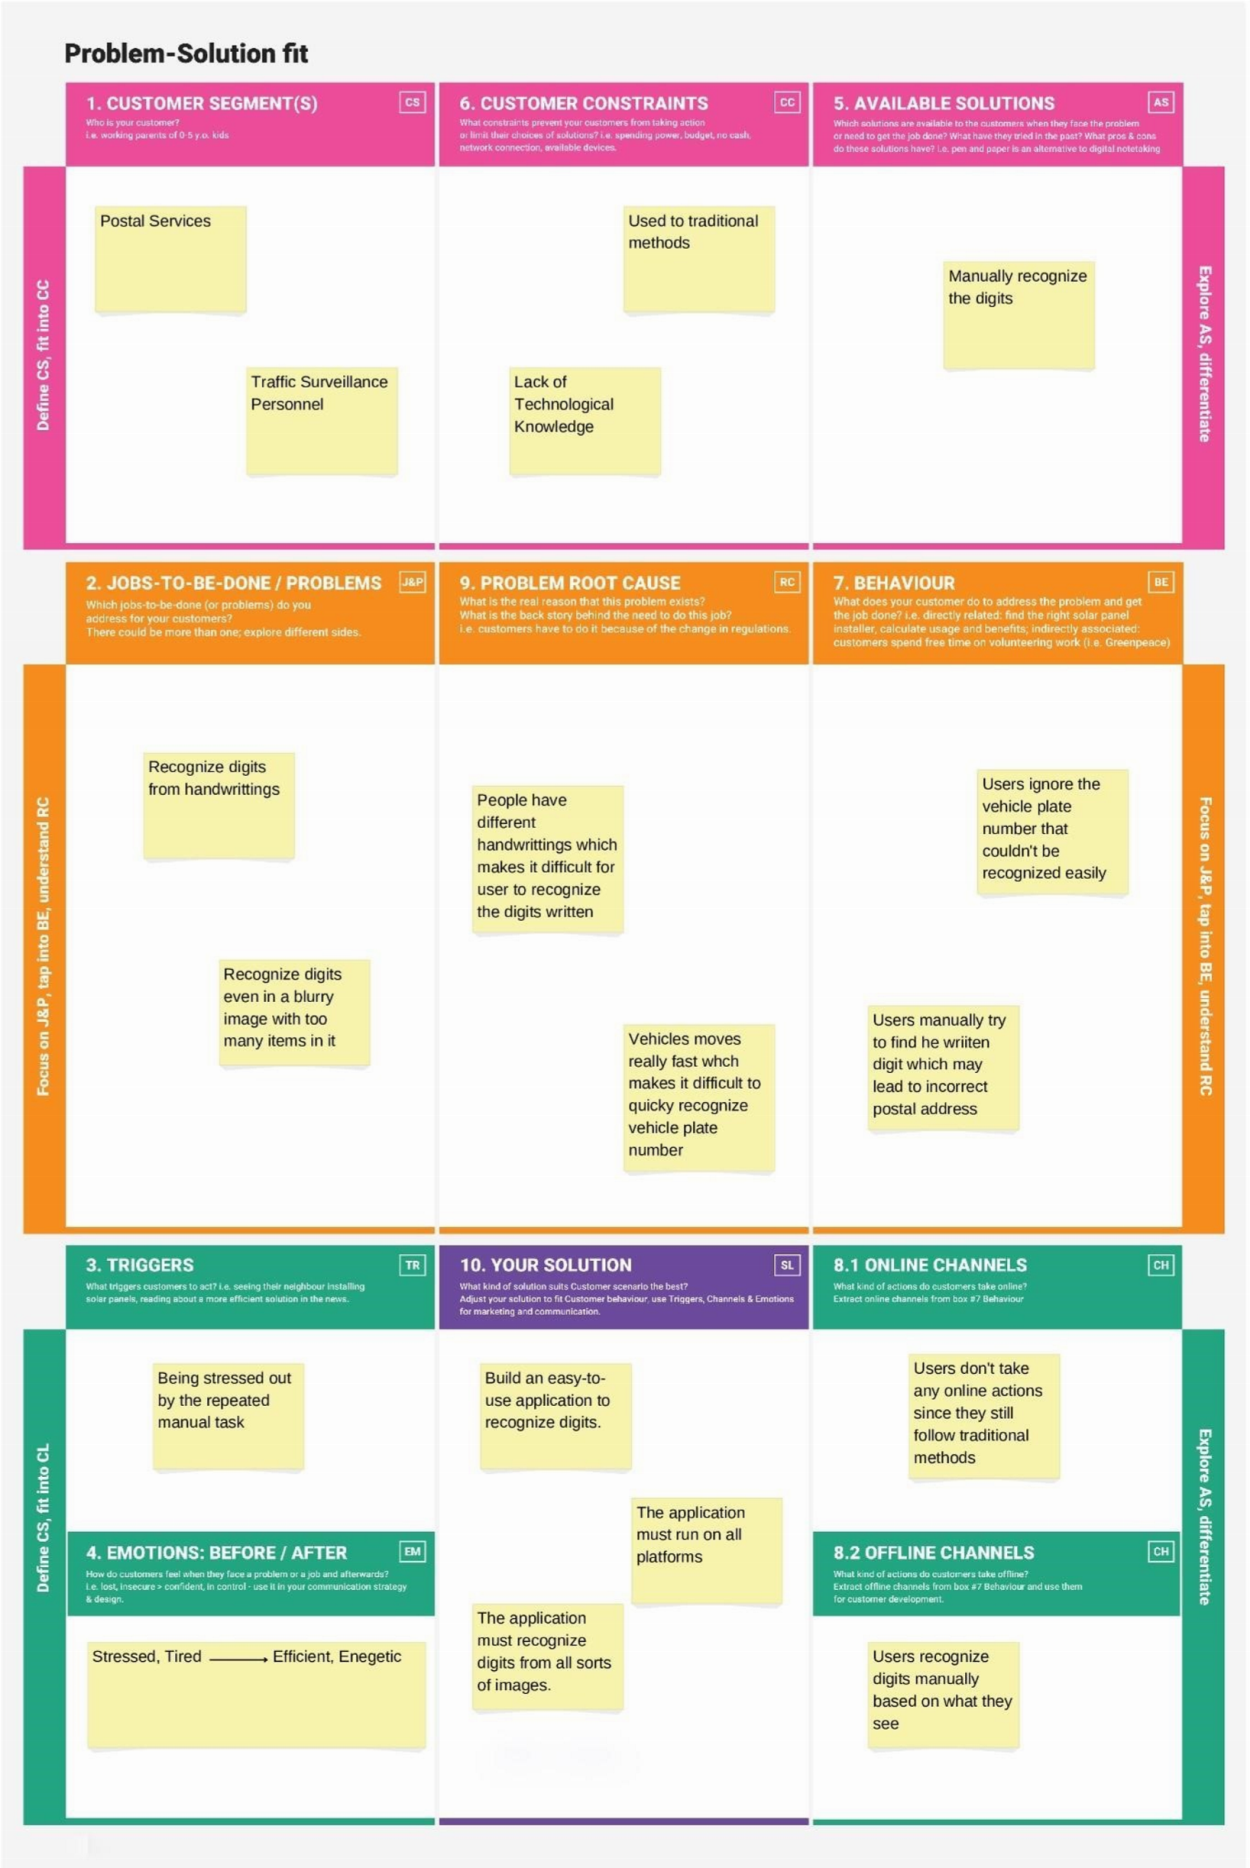 Problem-Solution fit
1. CUSTOMER SEGMENT(S)
CS
Who is your customer?
i.e. working parents of 0-5 y.o. kids
6. CUSTOMER CONSTRAINTS
CC
What constraints prevent your customers from taking action
or limit their choices of solutions? i.e. spending power, budget, no cash,
network connection, available devices.
5. AVAILABLE SOLUTIONS
AS
Which solutions are available to the customers when they face the problem
or need to get the job done? What have they tried in the past? What pros & cons
do those solutions have? i.e. pen and paper is an alternative to digital notetaking
Define CS, fit into CC
Postal Services
Traffic Surveillance
Personnel
Used to traditional
methods
Lack of
Technological
Knowledge
Manually recognize
the digits
Explore AS, differentiate
2. JOBS-TO-BE-DONE / PROBLEMS
J&P
Which jobs-to-be-done (or problems) do you
address for your customers?
There could be more than one; explore different sides.
9. PROBLEM ROOT CAUSE
RC
What is the real reason that this problem exists?
What is the back story behind the need to do this job?
i.e. customers have to do it because of the change in regulations.
7. BEHAVIOUR
BE
What does your customer do to address the problem and get
the job done? i.e. directly related: find the right solar panel
installer, calculate usage and benefits; indirectly associated:
customers spend free time on volunteering work (i.e. Greenpeace)
Focus on J&P, tap into BE, understand RC
Recognize digits
from handwrittings
Recognize digits
even in a blurry
image with too
many items in it
People have
different
handwrittings which
makes it difficult for
user to recognize
the digits written
Vehicles moves
really fast whch
makes it difficult to
quicky recognize
vehicle plate
number
Users ignore the
vehicle plate
number that
couldn't be
recognized easily
Users manually try
to find he wriiten
digit which may
lead to incorrect
postal address
Focus on J&P, tap into BE, understand RC
3. TRIGGERS
TR
What triggers customers to act? i.e. seeing their neighbour installing
solar panels, reading about a more efficient solution in the news.
10. YOUR SOLUTION
SL
What kind of solution suits Customer scenario the best?
Adjust your solution to fit Customer behaviour, use Triggers, Channels & Emotions
for marketing and communication.
8.1 ONLINE CHANNELS
CH
What kind of actions do customers take online?
Extract online channels from box #7 Behaviour
Define CS, fit into CL
Being stressed out
by the repeated
manual task
4. EMOTIONS: BEFORE / AFTER
EM
How do customers feel when they face a problem or a job and afterwards?
i.e. lost, insecure > confident, in control - use it in your communication strategy
& design.
Stressed, Tired ⟶ Efficient, Enegetic
Build an easy-to-
use application to
recognize digits.
The application
must run on all
platforms
The application
must recognize
digits from all sorts
of images.
Users don't take
any online actions
since they still
follow traditional
methods
8.2 OFFLINE CHANNELS
CH
What kind of actions do customers take offline?
Extract offline channels from box #7 Behaviour and use them
for customer development.
Users recognize
digits manually
based on what they
see
Explore AS, differentiate